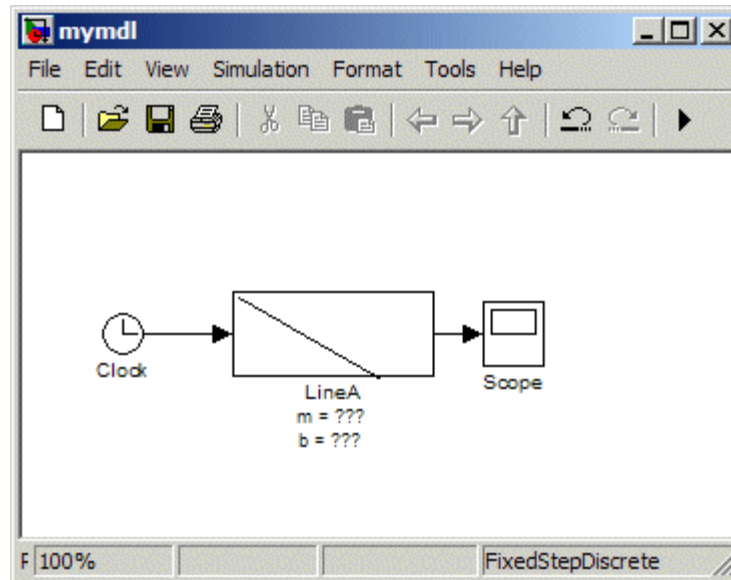 mymdl
File Edit View Simulation Format Tools Help
Clock
LineA
m = ???
b = ???
Scope
F 100% FixedStepDiscrete